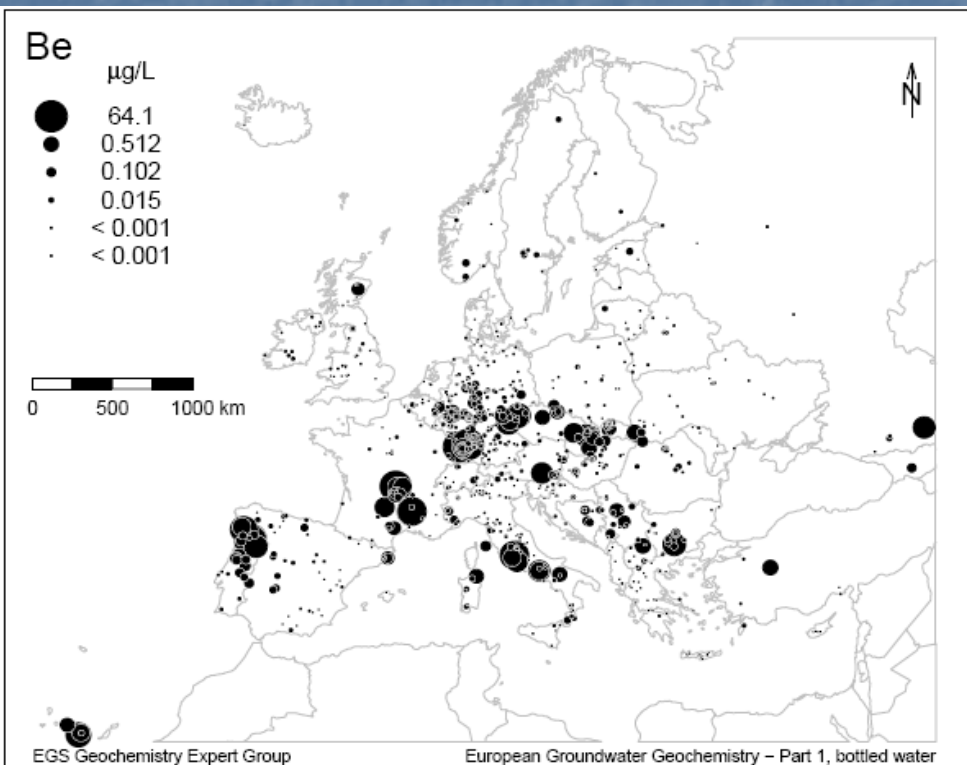 Be
µg/L
64.1
0.512
0.102
0.015
< 0.001
< 0.001
N
0 500 1000 km
EGS Geochemistry Expert Group
European Groundwater Geochemistry – Part 1, bottled water